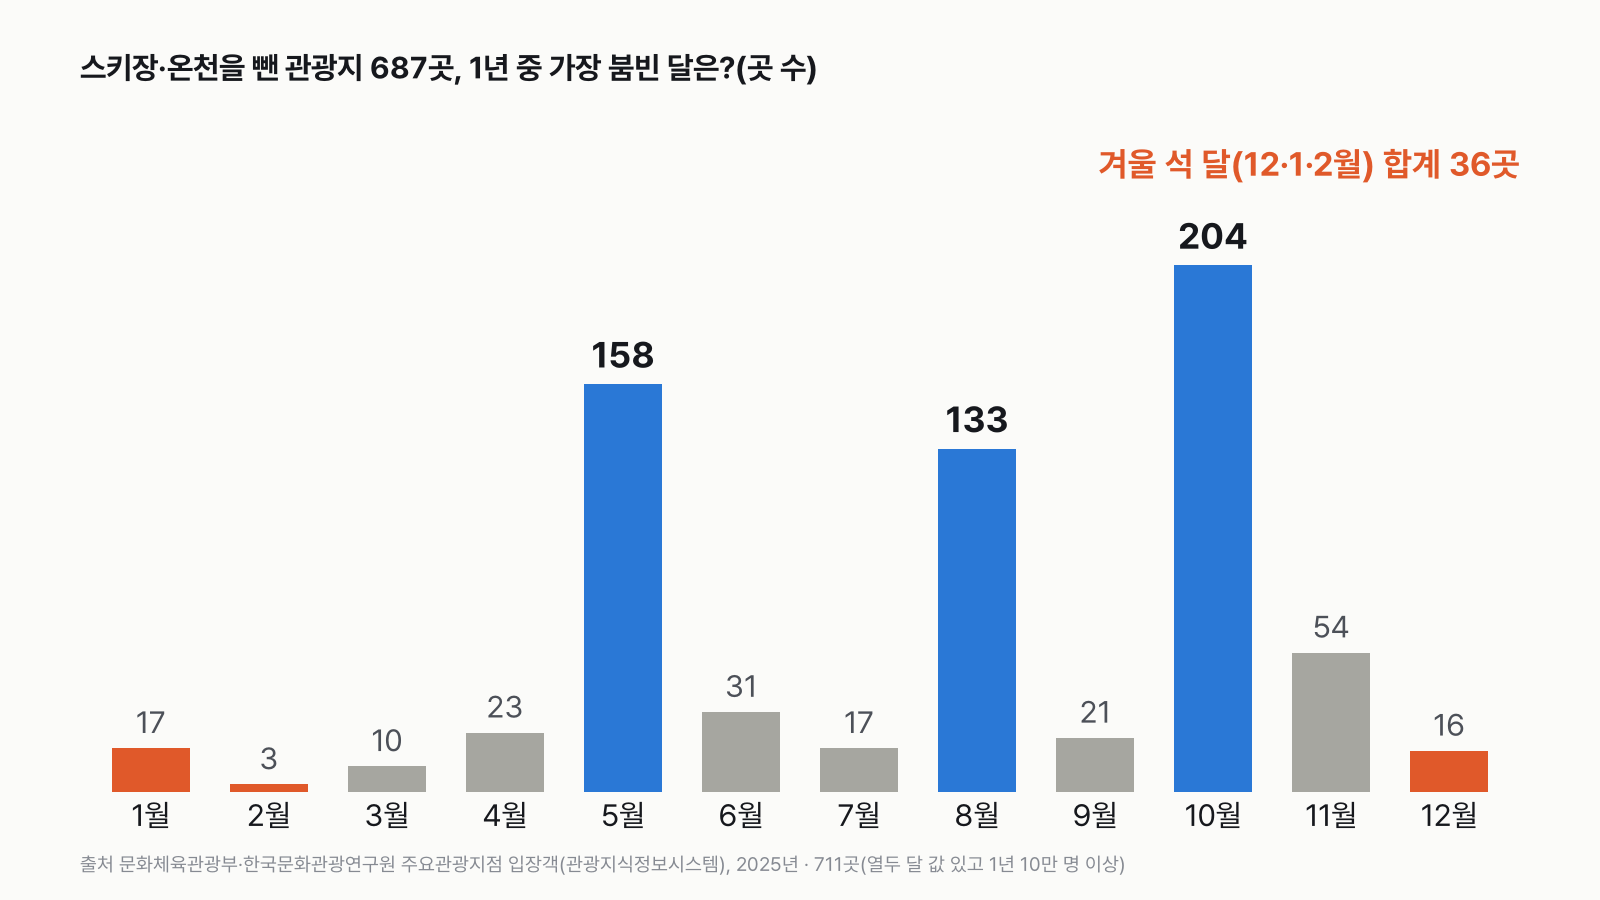 스키장·온천을 뺀 관광지 687곳, 1년 중 가장 붐빈 달은?(곳 수)
겨울 석 달(12·1·2월) 합계 36곳
17
3
10
23
158
31
17
133
21
204
54
16
1월
2월
3월
4월
5월
6월
7월
8월
9월
10월
11월
12월
출처 문화체육관광부·한국문화관광연구원 주요관광지점 입장객(관광지식정보시스템), 2025년 · 711곳(열두 달 값 있고 1년 10만 명 이상)